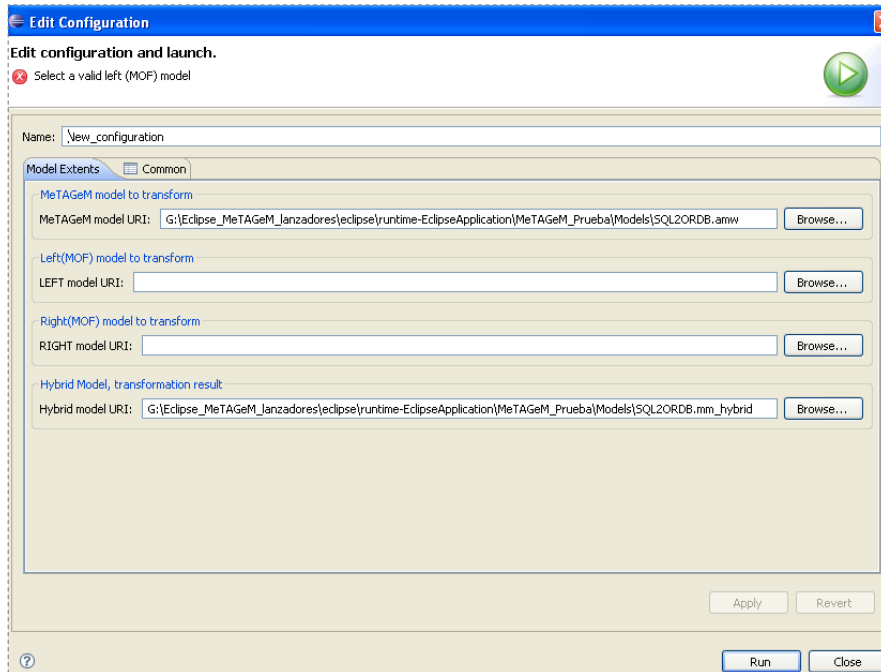 Edit Configuration
Edit configuration and launch.
Select a valid left (MOF) model
Name: New_configuration
Model Extents Common
MeTAGeM model to transform
MeTAGeM model URI: G:\Eclipse_MeTAGeM_lanzadores\eclipse\runtime-EclipseApplication\MeTAGeM_Prueba\Models\SQL2ORDB.amw Browse...
Left(MOF) model to transform
LEFT model URI: Browse...
Right(MOF) model to transform
RIGHT model URI: Browse...
Hybrid Model, transformation result
Hybrid model URI: G:\Eclipse_MeTAGeM_lanzadores\eclipse\runtime-EclipseApplication\MeTAGeM_Prueba\Models\SQL2ORDB.mm_hybrid Browse...
Apply Revert
? Run Close